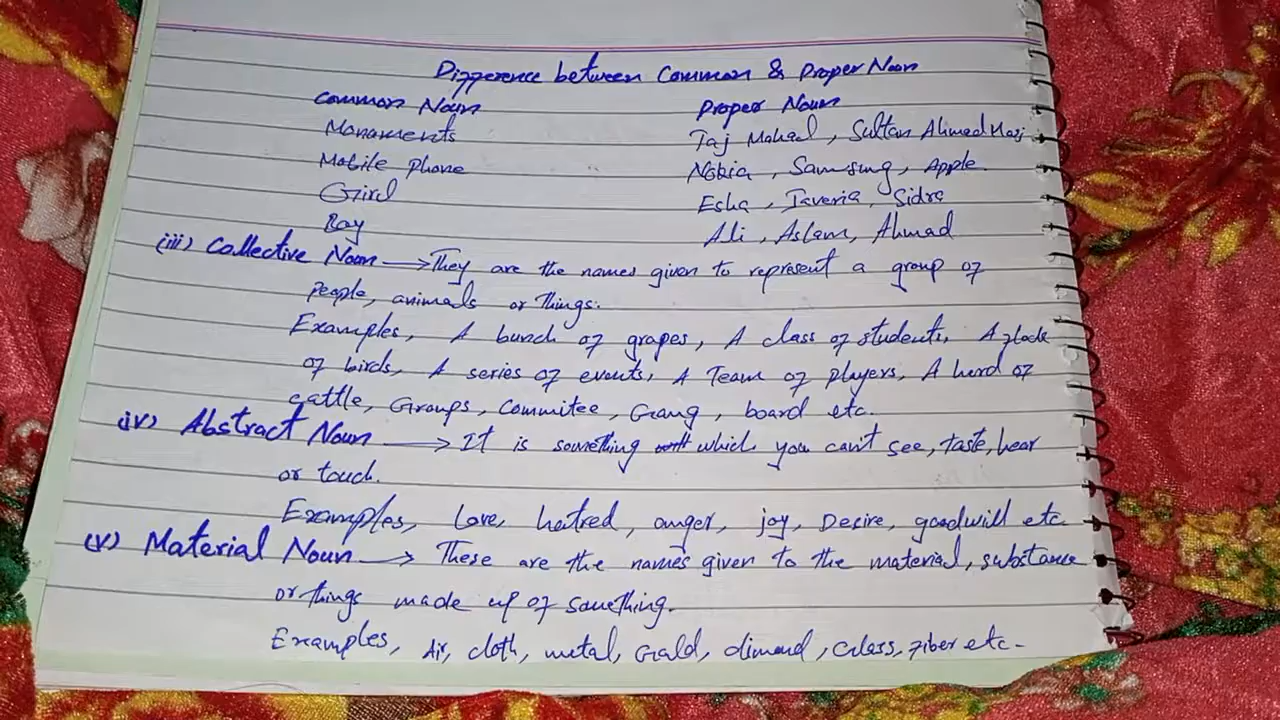 Difference between Common & Proper Noun
Common Noun Proper Noun
Monaments Taj Mahal, Sultan Ahmed Masj
Mobile phone Nokia, Samsung, Apple.
Girl Esha, Javeria, Sidra
Boy Ali, Aslam, Ahmad
(iii) Collective Noun → They are the names given to represent a group of
People, animals or Things.
Examples, A bunch of grapes, A class of students, A flock
of birds, A series of events, A Team of players, A herd of
cattle, Groups, Commitee, Gang, board etc.
iv) Abstract Noun → It is something which you can't see, taste, hear
or touch.
Examples, Love, hatred, anger, joy, Desire, goodwill etc.
(v) Material Noun → These are the names given to the material, substance
or things made up of something.
Examples, Air, cloth, metal, Gold, dimond, Glass, fiber etc.